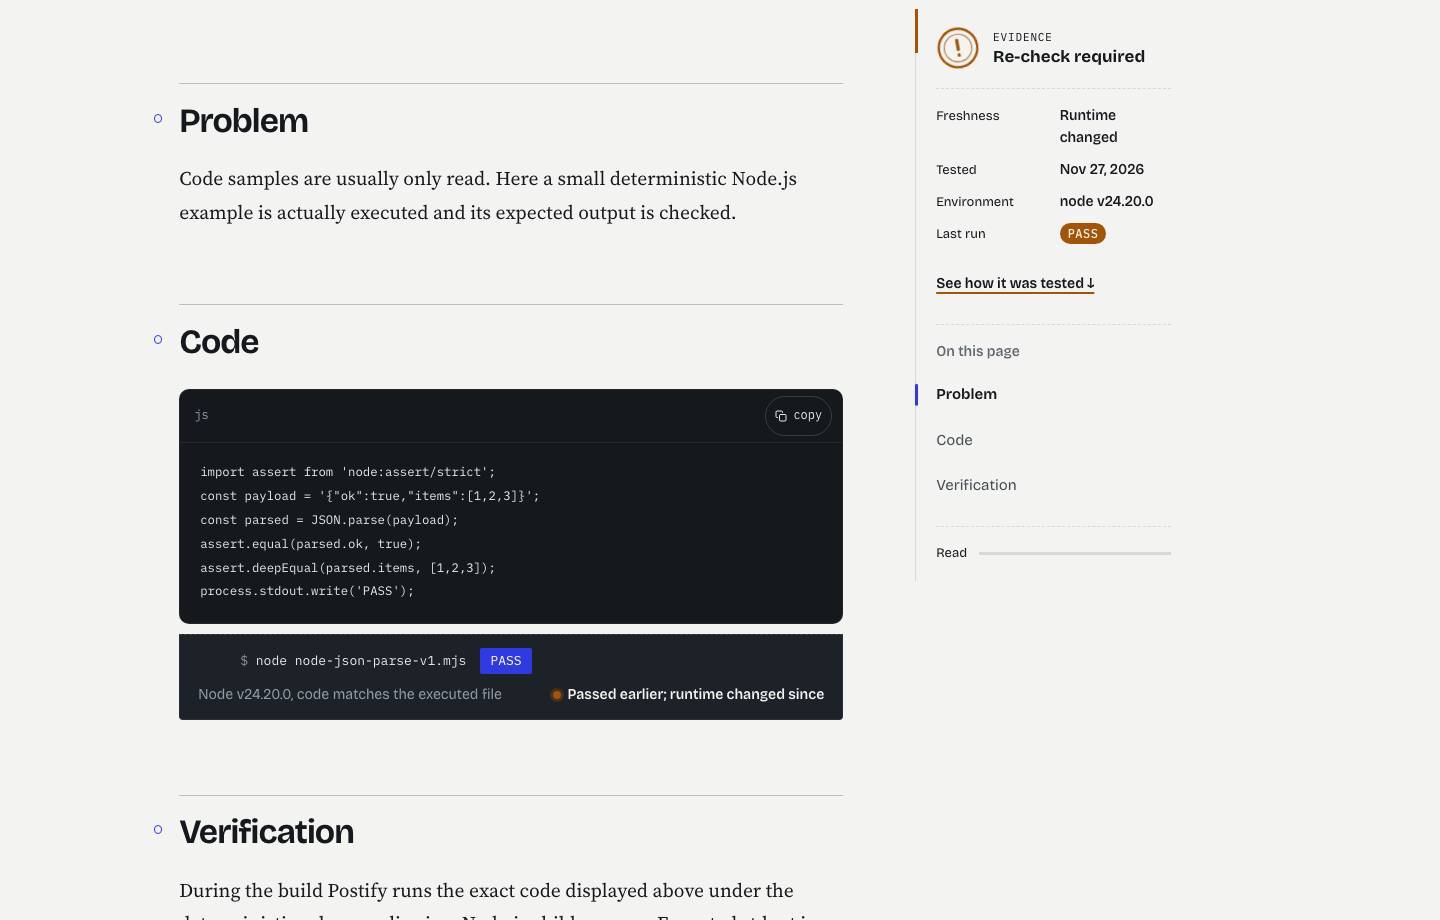 Problem
Code samples are usually only read. Here a small deterministic Node.js
example is actually executed and its expected output is checked.
Code
js
copy
import assert from 'node:assert/strict';
const payload = '{"ok":true,"items":[1,2,3]}';
const parsed = JSON.parse(payload);
assert.equal(parsed.ok, true);
assert.deepEqual(parsed.items, [1,2,3]);
process.stdout.write('PASS');
$ node node-json-parse-v1.mjs PASS
Node v24.20.0, code matches the executed file
Passed earlier; runtime changed since
Verification
During the build Postify runs the exact code displayed above under the
EVIDENCE
Re-check required
Freshness Runtime
changed
Tested Nov 27, 2026
Environment node v24.20.0
Last run PASS
See how it was tested ↓
On this page
Problem
Code
Verification
Read